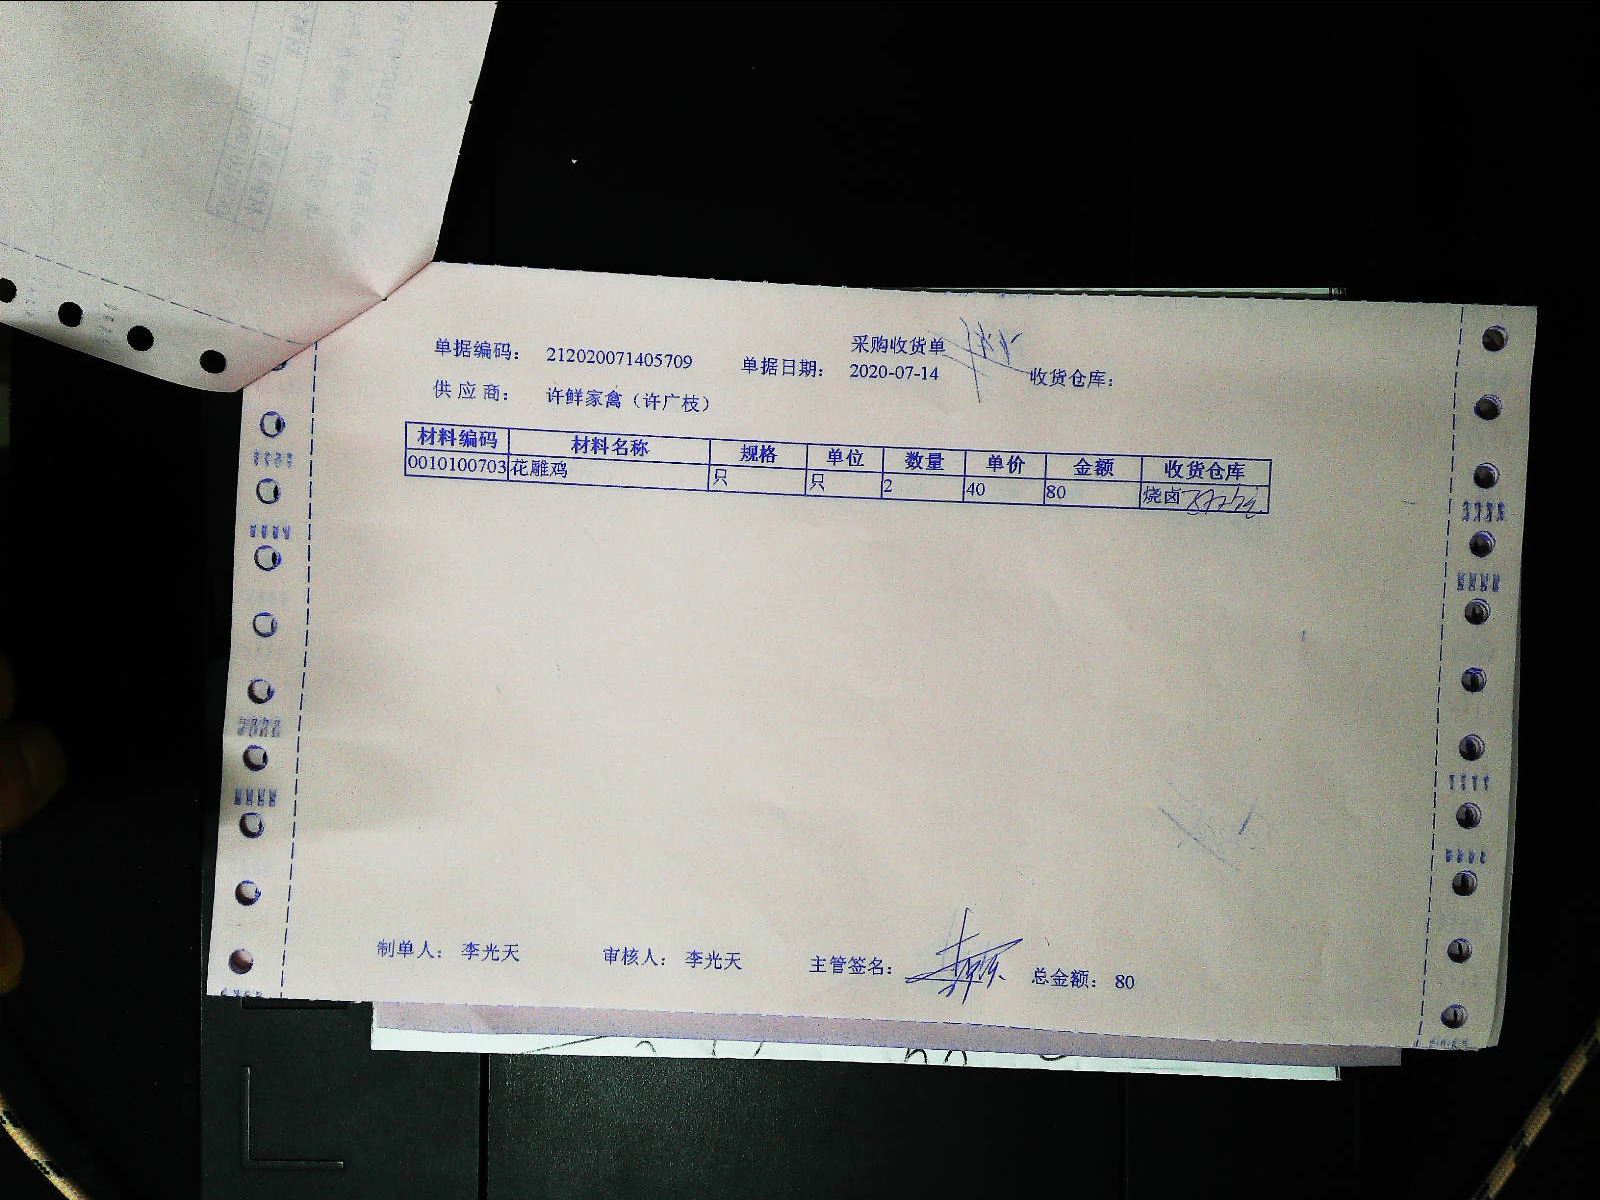 采购收货单
单据编码： 212020071405709 单据日期： 2020-07-14 收货仓库：
供 应 商： 许鲜家禽（许广枝）
材料编码 材料名称 规格 单位 数量 单价 金额 收货仓库
0010100703 花雕鸡 只 只 2 40 80 烧卤
制单人： 李光天 审核人： 李光天 主管签名： 总金额： 80